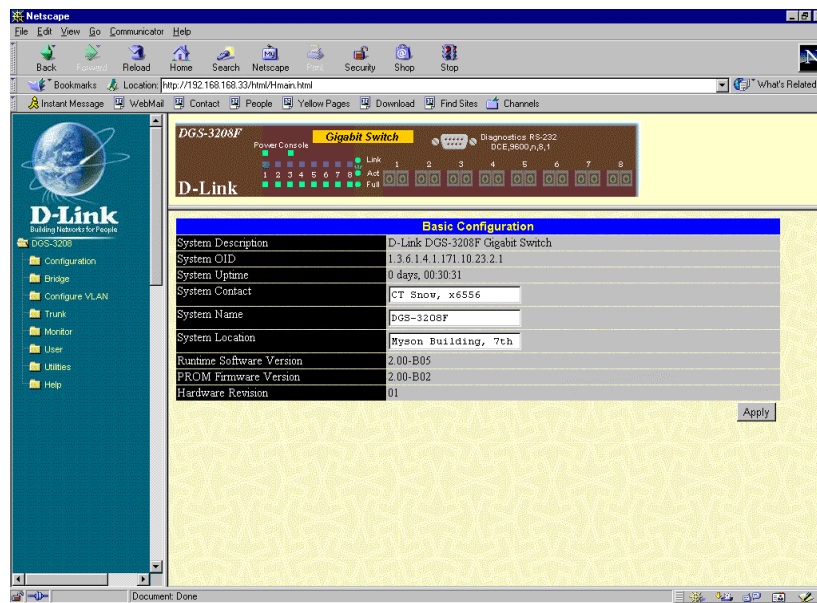 Netscape
File Edit View Go Communicator Help
Back Forward Reload Home Search Netscape Print Security Shop Stop
Bookmarks Location: http://192.168.168.33/html/Hmain.html What's Related
Instant Message WebMail Contact People Yellow Pages Download Find Sites Channels
D-Link
Building Networks for People
DGS-3208
Configuration
Bridge
Configure VLAN
Trunk
Monitor
User
Utilities
Help
DGS-3208F Gigabit Switch
Power Console
Diagnostics RS-232
DCE,9600,n,8,1
Link
1 2 3 4 5 6 7 8 Act 1 2 3 4 5 6 7 8
Full
D-Link
Basic Configuration
System Description D-Link DGS-3208F Gigabit Switch
System OID 1.3.6.1.4.1.171.10.23.2.1
System Uptime 0 days, 00:30:31
System Contact CT Snow, x6556
System Name DGS-3208F
System Location Myson Building, 7th
Runtime Software Version 2.00-B05
PROM Firmware Version 2.00-B02
Hardware Revision 01
Apply
Document: Done